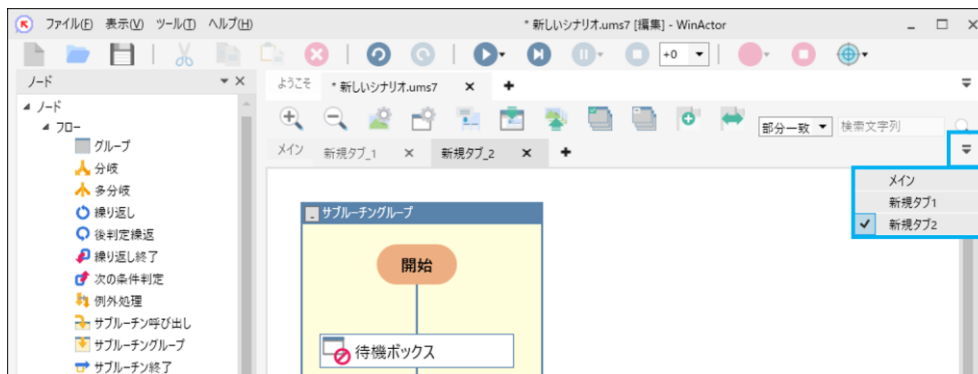 ファイル(F) 表示(V) ツール(T) ヘルプ(H) * 新しいシナリオ.ums7 [編集] - WinActor
+0
ノード
ようこそ * 新しいシナリオ.ums7
ノード
フロー
部分一致 検索文字列
グループ
メイン 新規タブ_1 新規タブ_2
分岐
多分岐
繰り返し
後判定繰返
繰り返し終了
次の条件判定
例外処理
サブルーチン呼び出し
サブルーチングループ
サブルーチン終了
メイン
新規タブ1
新規タブ2
サブルーチングループ
開始
待機ボックス